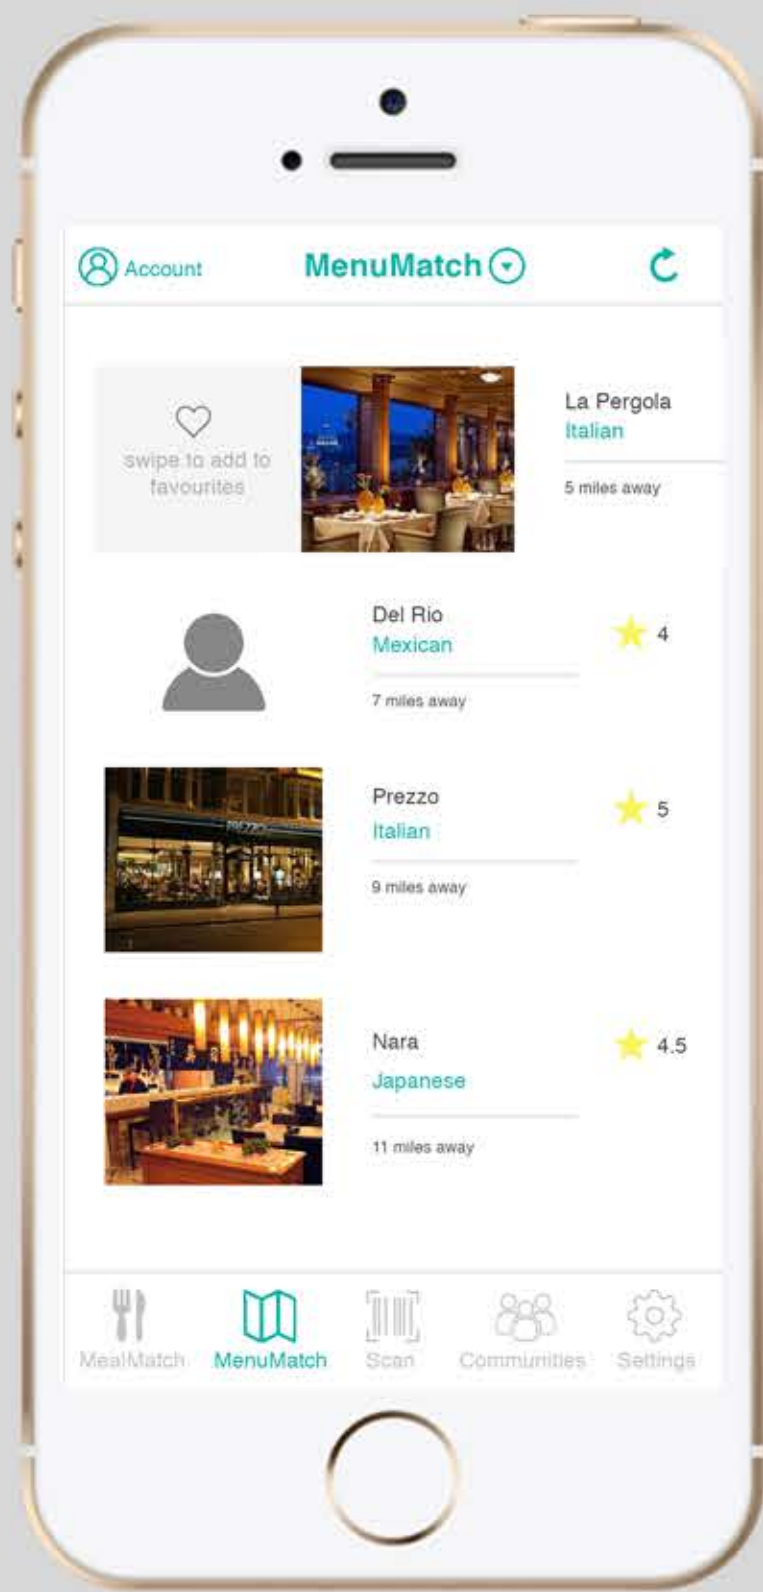 Account
MenuMatch
swipe to add to
favourites
La Pergola
Italian
5 miles away
Del Rio
Mexican
4
7 miles away
Prezzo
Italian
5
9 miles away
PREZZO
Nara
Japanese
4.5
11 miles away
MealMatch
MenuMatch
Scan
Communities
Settings